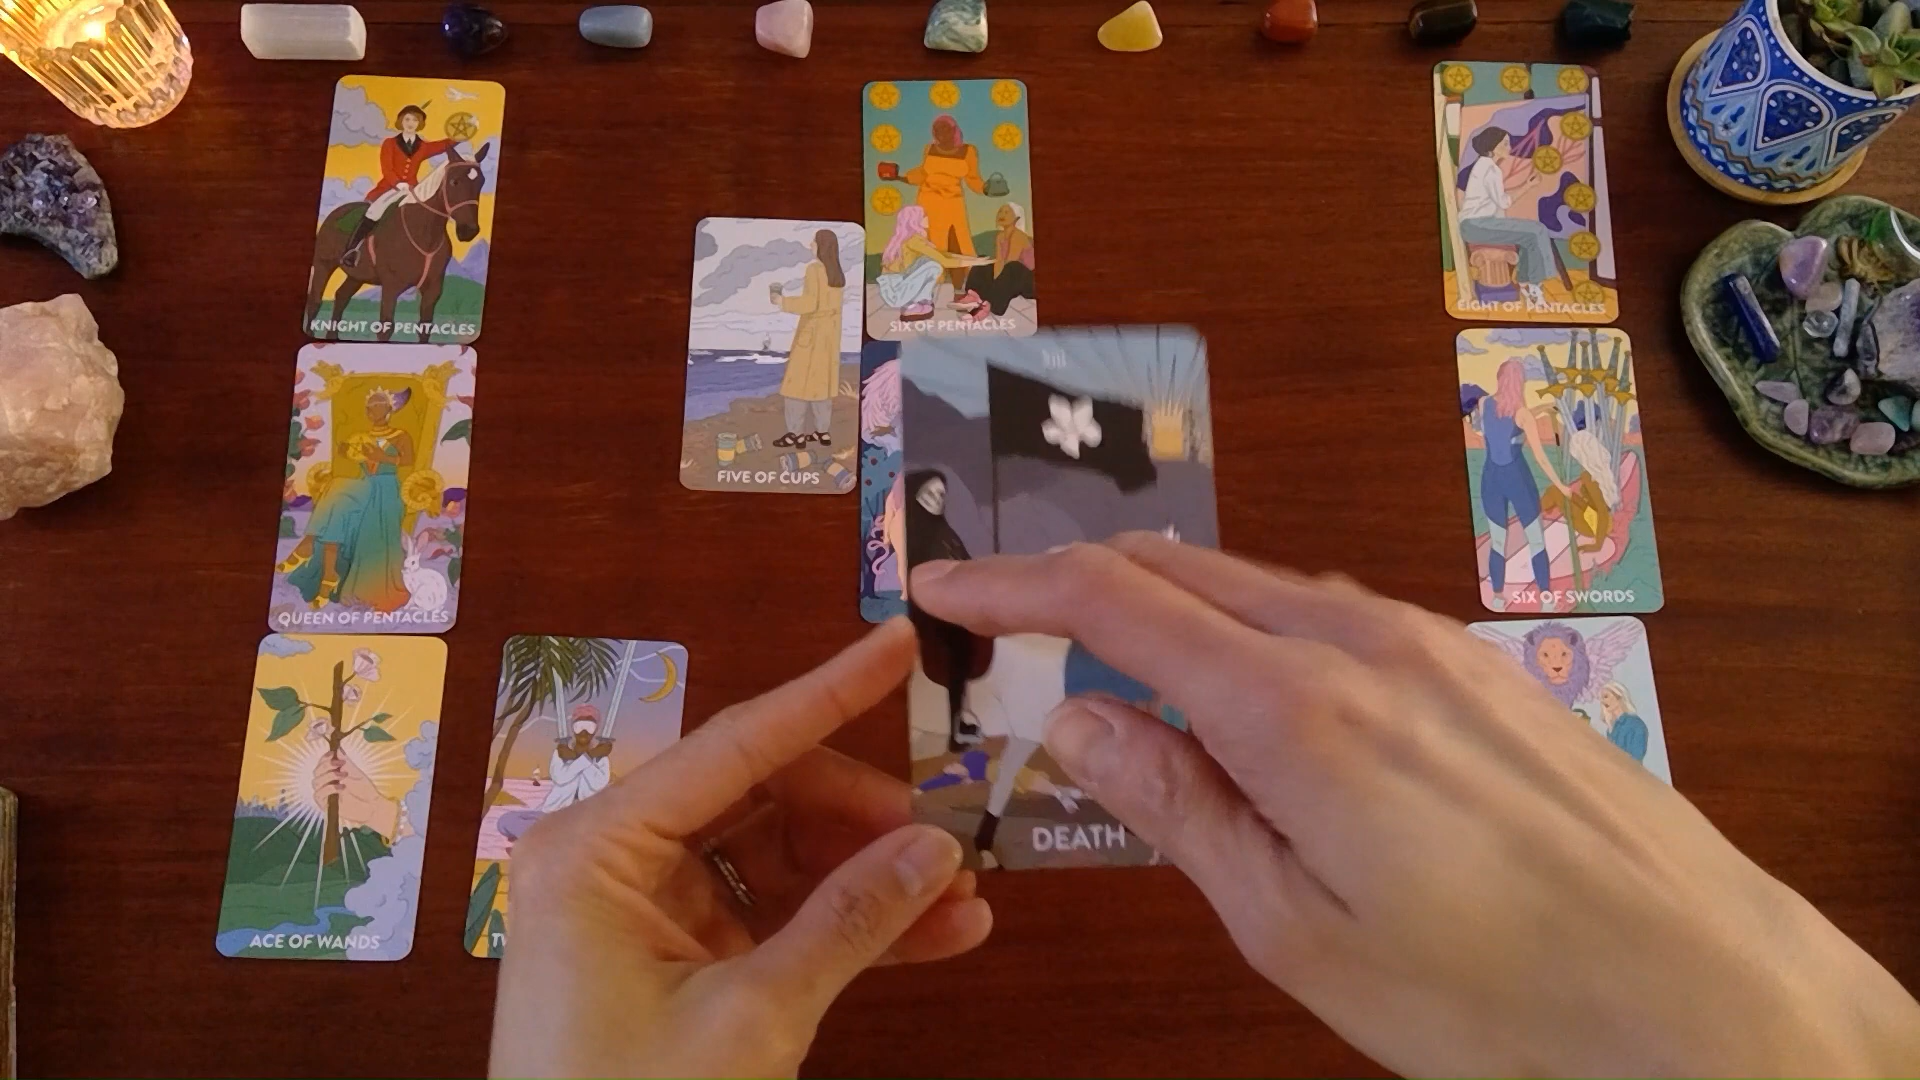 KNIGHT OF PENTACLES
SIX OF PENTACLES
EIGHT OF PENTACLES
FIVE OF CUPS
QUEEN OF PENTACLES
SIX OF SWORDS
DEATH
ACE OF WANDS